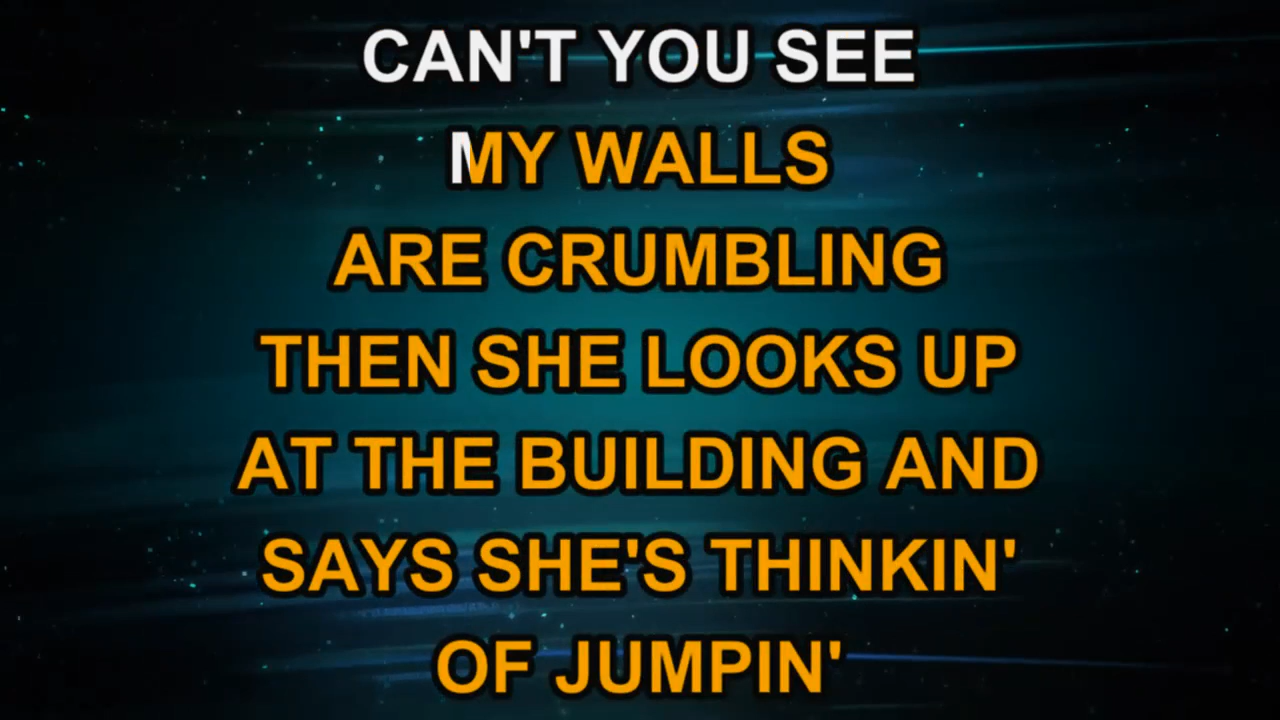 CAN'T YOU SEE
MY WALLS
ARE CRUMBLING
THEN SHE LOOKS UP
AT THE BUILDING AND
SAYS SHE'S THINKIN'
OF JUMPIN'